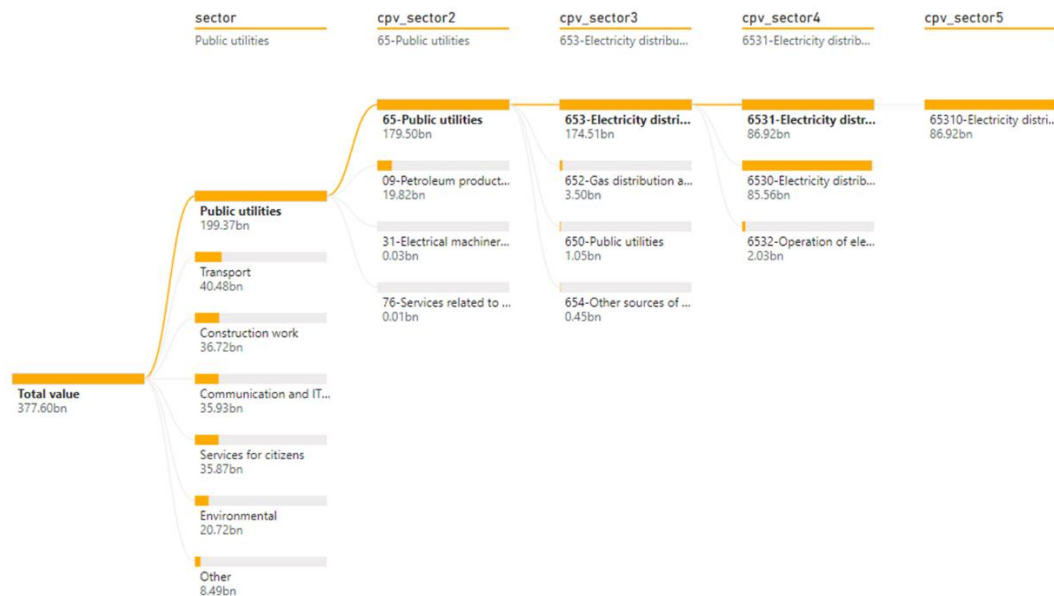 sector
Public utilities
cpv_sector2
65-Public utilities
cpv_sector3
653-Electricity distribu...
cpv_sector4
6531-Electricity distrib...
cpv_sector5
Total value
377.60bn
Public utilities
199.37bn
Transport
40.48bn
Construction work
36.72bn
Communication and IT...
35.93bn
Services for citizens
35.87bn
Environmental
20.72bn
Other
8.49bn
65-Public utilities
179.50bn
09-Petroleum product...
19.82bn
31-Electrical machiner...
0.03bn
76-Services related to ...
0.01bn
653-Electricity distri...
174.51bn
652-Gas distribution a...
3.50bn
650-Public utilities
1.05bn
654-Other sources of ...
0.45bn
6531-Electricity distr...
86.92bn
6530-Electricity distrib...
85.56bn
6532-Operation of ele...
2.03bn
65310-Electricity distri...
86.92bn